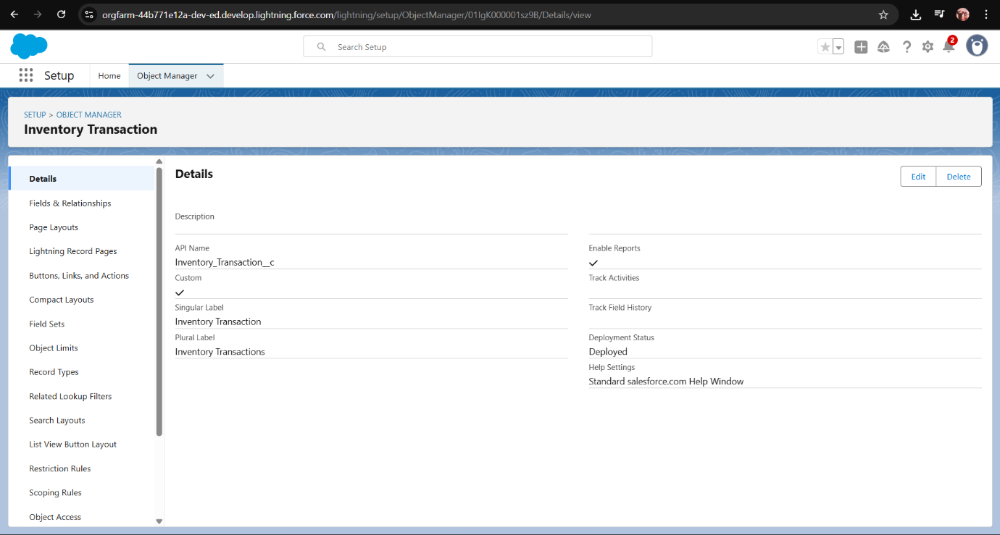 orgfarm-44b771e12a-dev-ed.develop.lightning.force.com/lightning/setup/ObjectManager/01IgK000001sz9B/Details/view
Search Setup
2
Setup
Home
Object Manager
SETUP > OBJECT MANAGER
Inventory Transaction
Details
Fields & Relationships
Page Layouts
Lightning Record Pages
Buttons, Links, and Actions
Compact Layouts
Field Sets
Object Limits
Record Types
Related Lookup Filters
Search Layouts
List View Button Layout
Restriction Rules
Scoping Rules
Object Access
Details
Edit
Delete
Description
API Name
Inventory_Transaction__c
Custom
Singular Label
Inventory Transaction
Plural Label
Inventory Transactions
Enable Reports
Track Activities
Track Field History
Deployment Status
Deployed
Help Settings
Standard salesforce.com Help Window